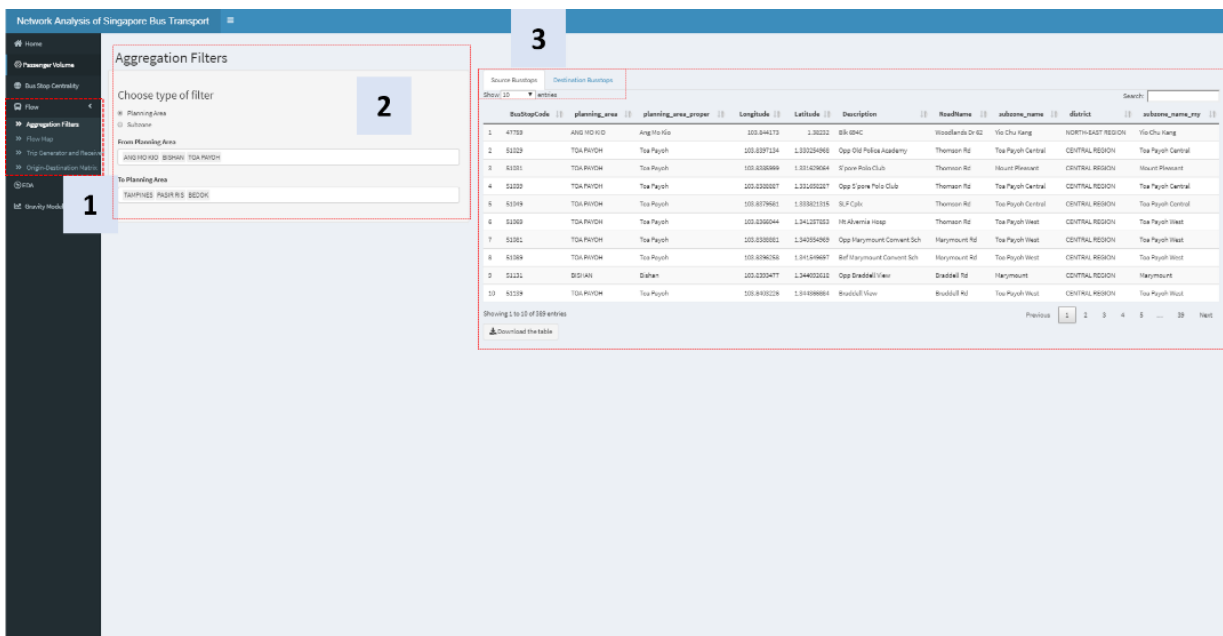 Network Analysis of Singapore Bus Transport
3
Home
Passenger Volume
Bus Stop Centrality
Flow
Aggregation Filters
Flow Map
Trip Generator and
Origin-Destination Matrix
EDA
Gravity Model
1
Aggregation Filters
2
Choose type of filter
Planning Area
Subzone
From Planning Area
ANG MO KIO BISHAN TOA PAYOH
To Planning Area
TAMPINES PASIR RIS BEDOK
Source Busstops Destination Busstops
Show 10 entries
Search:
BusStopCode planning_area planning_area_proper Longitude Latitude Description RoadName subzone_name district subzone_name_my
1 ANG MO KIO Ang Mo Kio 103.844173 1.38232 Blk 684C Woodlands Dr 62 Yio Chu Kang NORTH-EAST REGION Yio Chu Kang
2 51029 TOA PAYOH Toa Payoh 103.8397134 Opp Old Police Academy Thomson Rd Toa Payoh Central CENTRAL REGION Toa Payoh Central
3 51031 TOA PAYOH Toa Payoh S'pore Polo Club Thomson Rd Mount Pleasant CENTRAL REGION Mount Pleasant
4 51039 TOA PAYOH Toa Payoh Opp S'pore Polo Club Thomson Rd Toa Payoh Central CENTRAL REGION Toa Payoh Central
5 51049 TOA PAYOH Toa Payoh SLF Cplx Thomson Rd Toa Payoh Central CENTRAL REGION Toa Payoh Central
6 TOA PAYOH Toa Payoh Mt Alvernia Hosp Thomson Rd Toa Payoh West CENTRAL REGION Toa Payoh West
7 51081 TOA PAYOH Toa Payoh Opp Marymount Convent Sch Marymount Rd Toa Payoh West CENTRAL REGION Toa Payoh West
8 51089 TOA PAYOH Toa Payoh Bef Marymount Convent Sch Marymount Rd Toa Payoh West CENTRAL REGION Toa Payoh West
9 51131 BISHAN Bishan Opp Braddell View Braddell Rd Marymount CENTRAL REGION Marymount
10 51139 TOA PAYOH Toa Payoh Braddell View Braddell Rd Toa Payoh West CENTRAL REGION Toa Payoh West
Showing 1 to 10 of 389 entries
Previous 1 2 3 4 5 ... 39 Next
Download the table